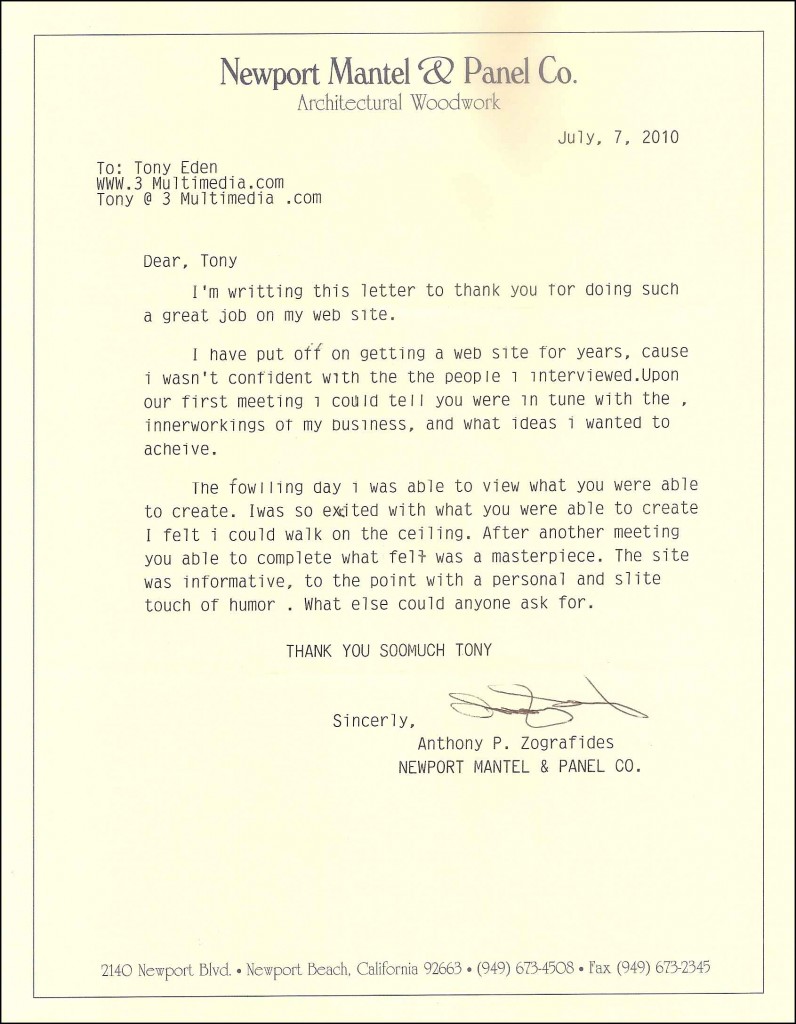 Newport Mantel & Panel Co.
Architectural Woodwork
July, 7, 2010
To: Tony Eden
WWW.3 Multimedia.com
Tony @ 3 Multimedia .com
Dear, Tony
I'm writting this letter to thank you for doing such
a great job on my web site.
I have put off on getting a web site for years, cause
i wasn't confident with the the people i interviewed.Upon
our first meeting i could tell you were in tune with the ,
innerworkings of my business, and what ideas i wanted to
acheive.
The fowlling day i was able to view what you were able
to create. Iwas so exited with what you were able to create
I felt i could walk on the ceiling. After another meeting
you able to complete what felt was a masterpiece. The site
was informative, to the point with a personal and slite
touch of humor . What else could anyone ask for.
THANK YOU SOOMUCH TONY
Sincerly,
Anthony P. Zografides
NEWPORT MANTEL & PANEL CO.
2140 Newport Blvd. • Newport Beach, California 92663 • (949) 673-4508 • Fax (949) 673-2345